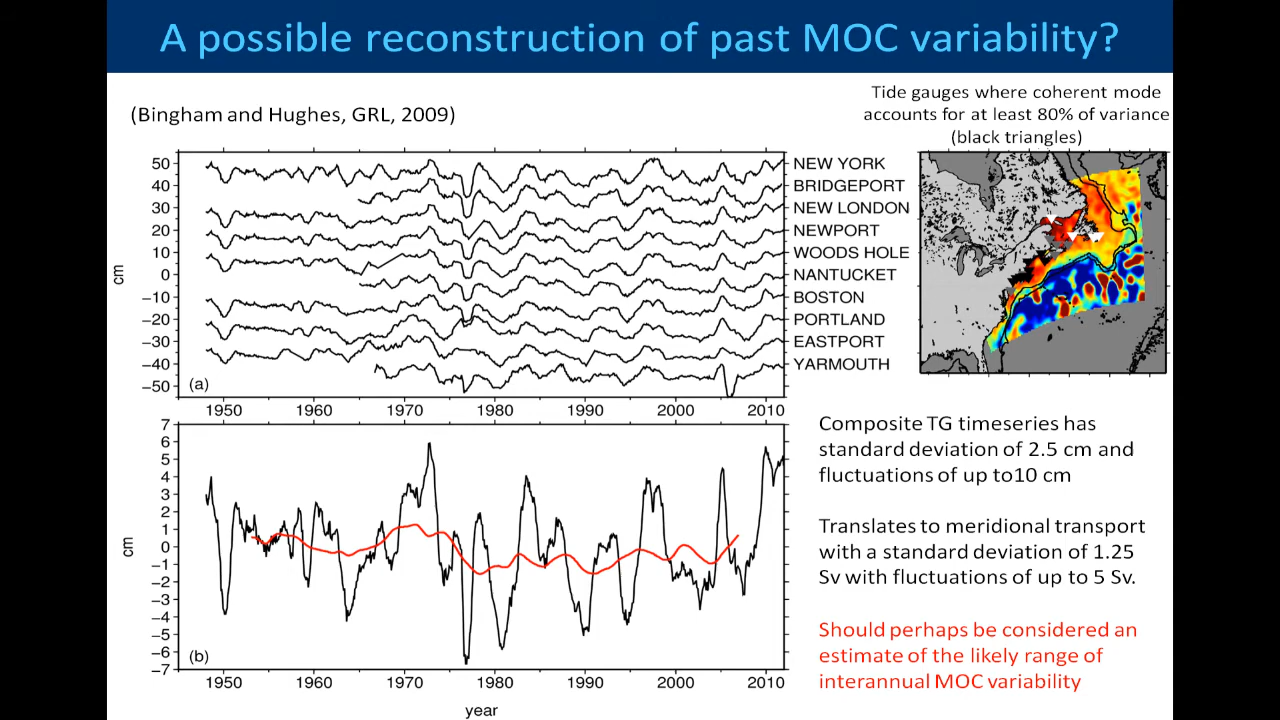 A possible reconstruction of past MOC variability?
(Bingham and Hughes, GRL, 2009)
Tide gauges where coherent mode
accounts for at least 80% of variance
(black triangles)
50
40
30
20
10
0
−10
−20
−30
−40
−50
cm
(a)
NEW YORK
BRIDGEPORT
NEW LONDON
NEWPORT
WOODS HOLE
NANTUCKET
BOSTON
PORTLAND
EASTPORT
YARMOUTH
1950 1960 1970 1980 1990 2000 2010
7
6
5
4
3
2
1
0
−1
−2
−3
−4
−5
−6
−7
cm
(b)
1950 1960 1970 1980 1990 2000 2010
year
Composite TG timeseries has
standard deviation of 2.5 cm and
fluctuations of up to10 cm
Translates to meridional transport
with a standard deviation of 1.25
Sv with fluctuations of up to 5 Sv.
Should perhaps be considered an
estimate of the likely range of
interannual MOC variability